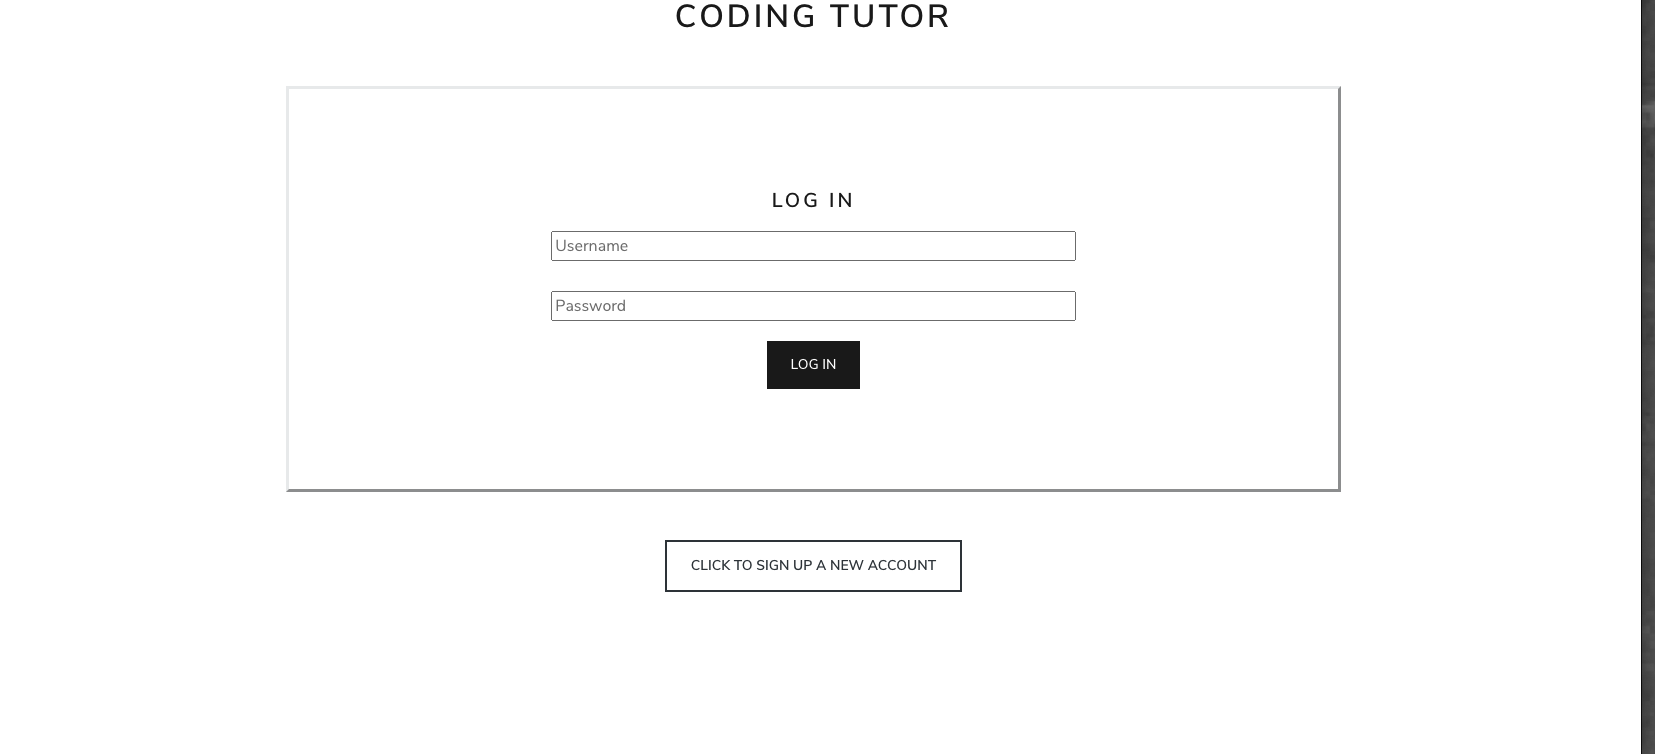 CODING TUTOR
LOG IN
Username
Password
LOG IN
CLICK TO SIGN UP A NEW ACCOUNT